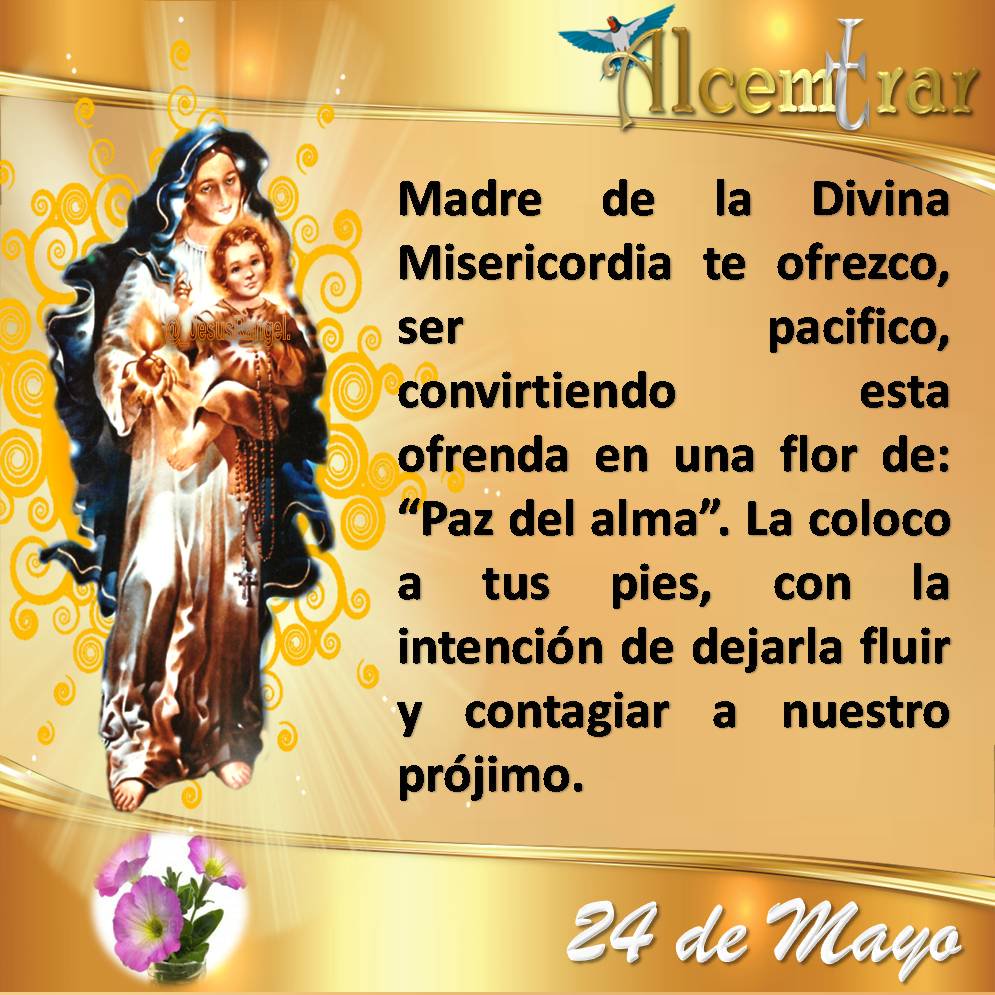 Alcemtrar
Madre de la Divina
Misericordia te ofrezco,
ser pacifico,
convirtiendo esta
ofrenda en una flor de:
“Paz del alma”. La coloco
a tus pies, con la
intención de dejarla fluir
y contagiar a nuestro
prójimo.
24 de Mayo